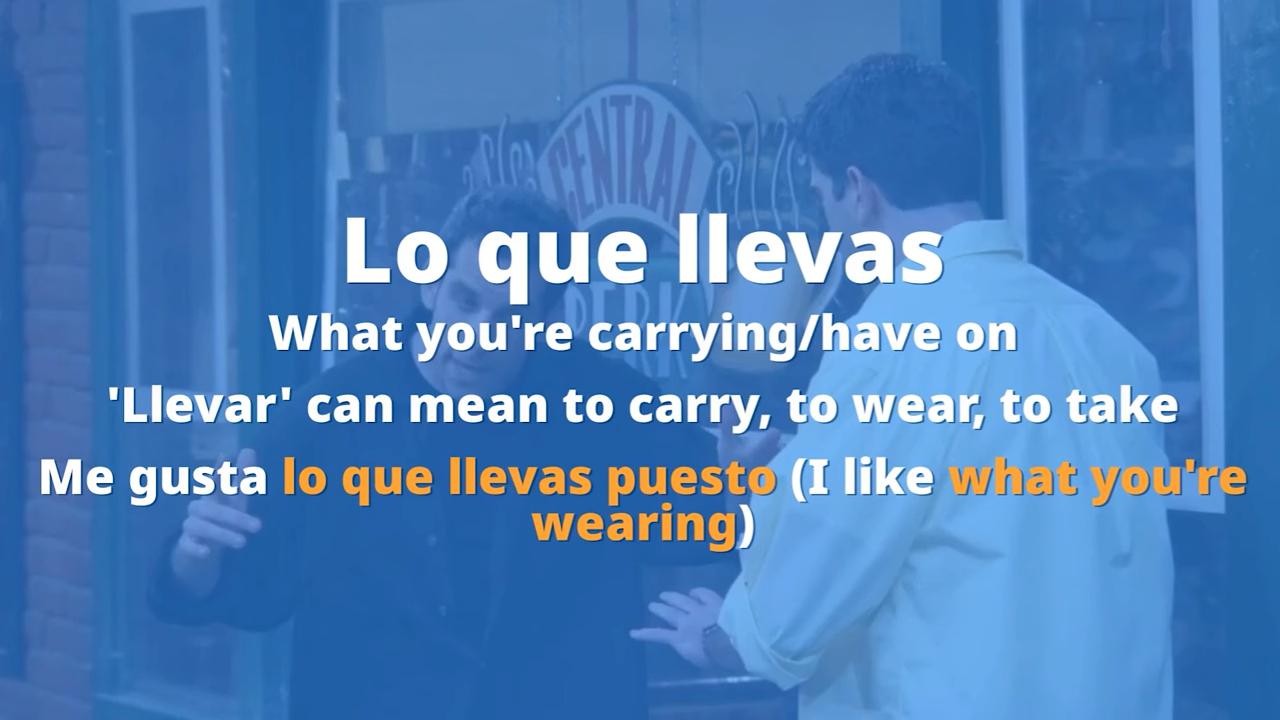 CENTRAL
PERK
Lo que llevas
What you're carrying/have on
'Llevar' can mean to carry, to wear, to take
Me gusta lo que llevas puesto (I like what you're
wearing)